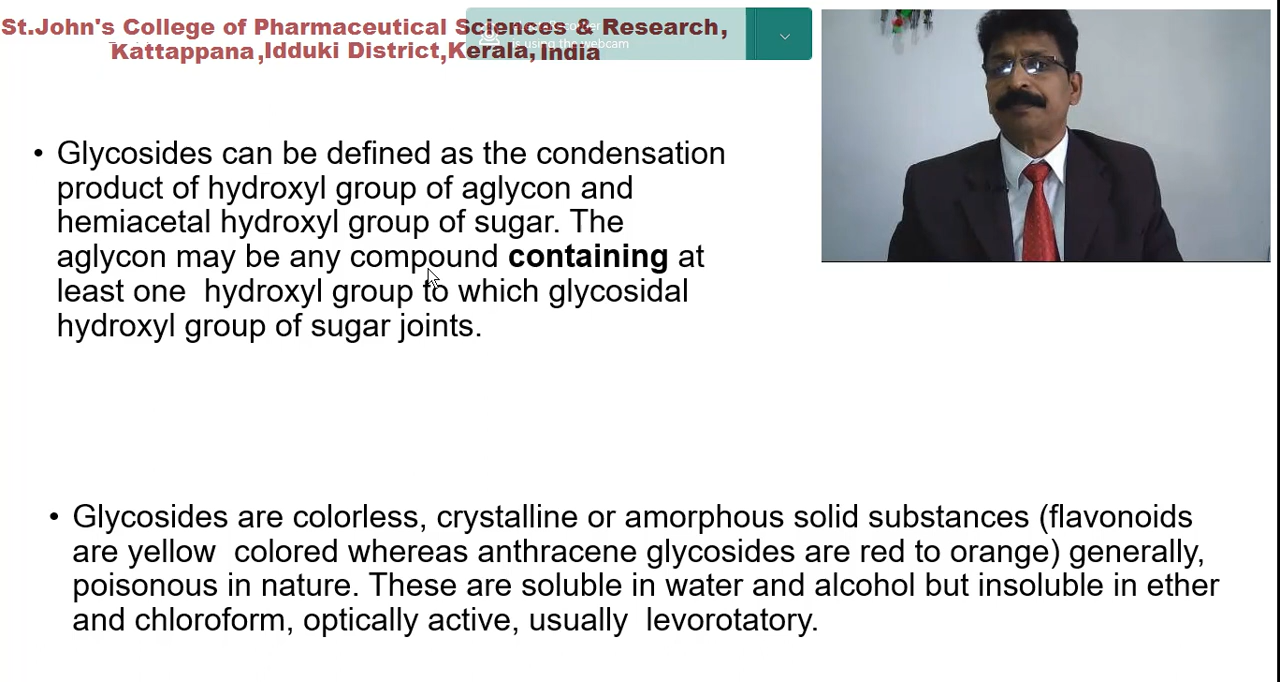 St.John's College of Pharmaceutical Sciences & Research,
Kattappana,Idduki District,Kerala, India
is using the webcam
• Glycosides can be defined as the condensation
product of hydroxyl group of aglycon and
hemiacetal hydroxyl group of sugar. The
aglycon may be any compound containing at
least one hydroxyl group to which glycosidal
hydroxyl group of sugar joints.
• Glycosides are colorless, crystalline or amorphous solid substances (flavonoids
are yellow colored whereas anthracene glycosides are red to orange) generally,
poisonous in nature. These are soluble in water and alcohol but insoluble in ether
and chloroform, optically active, usually levorotatory.